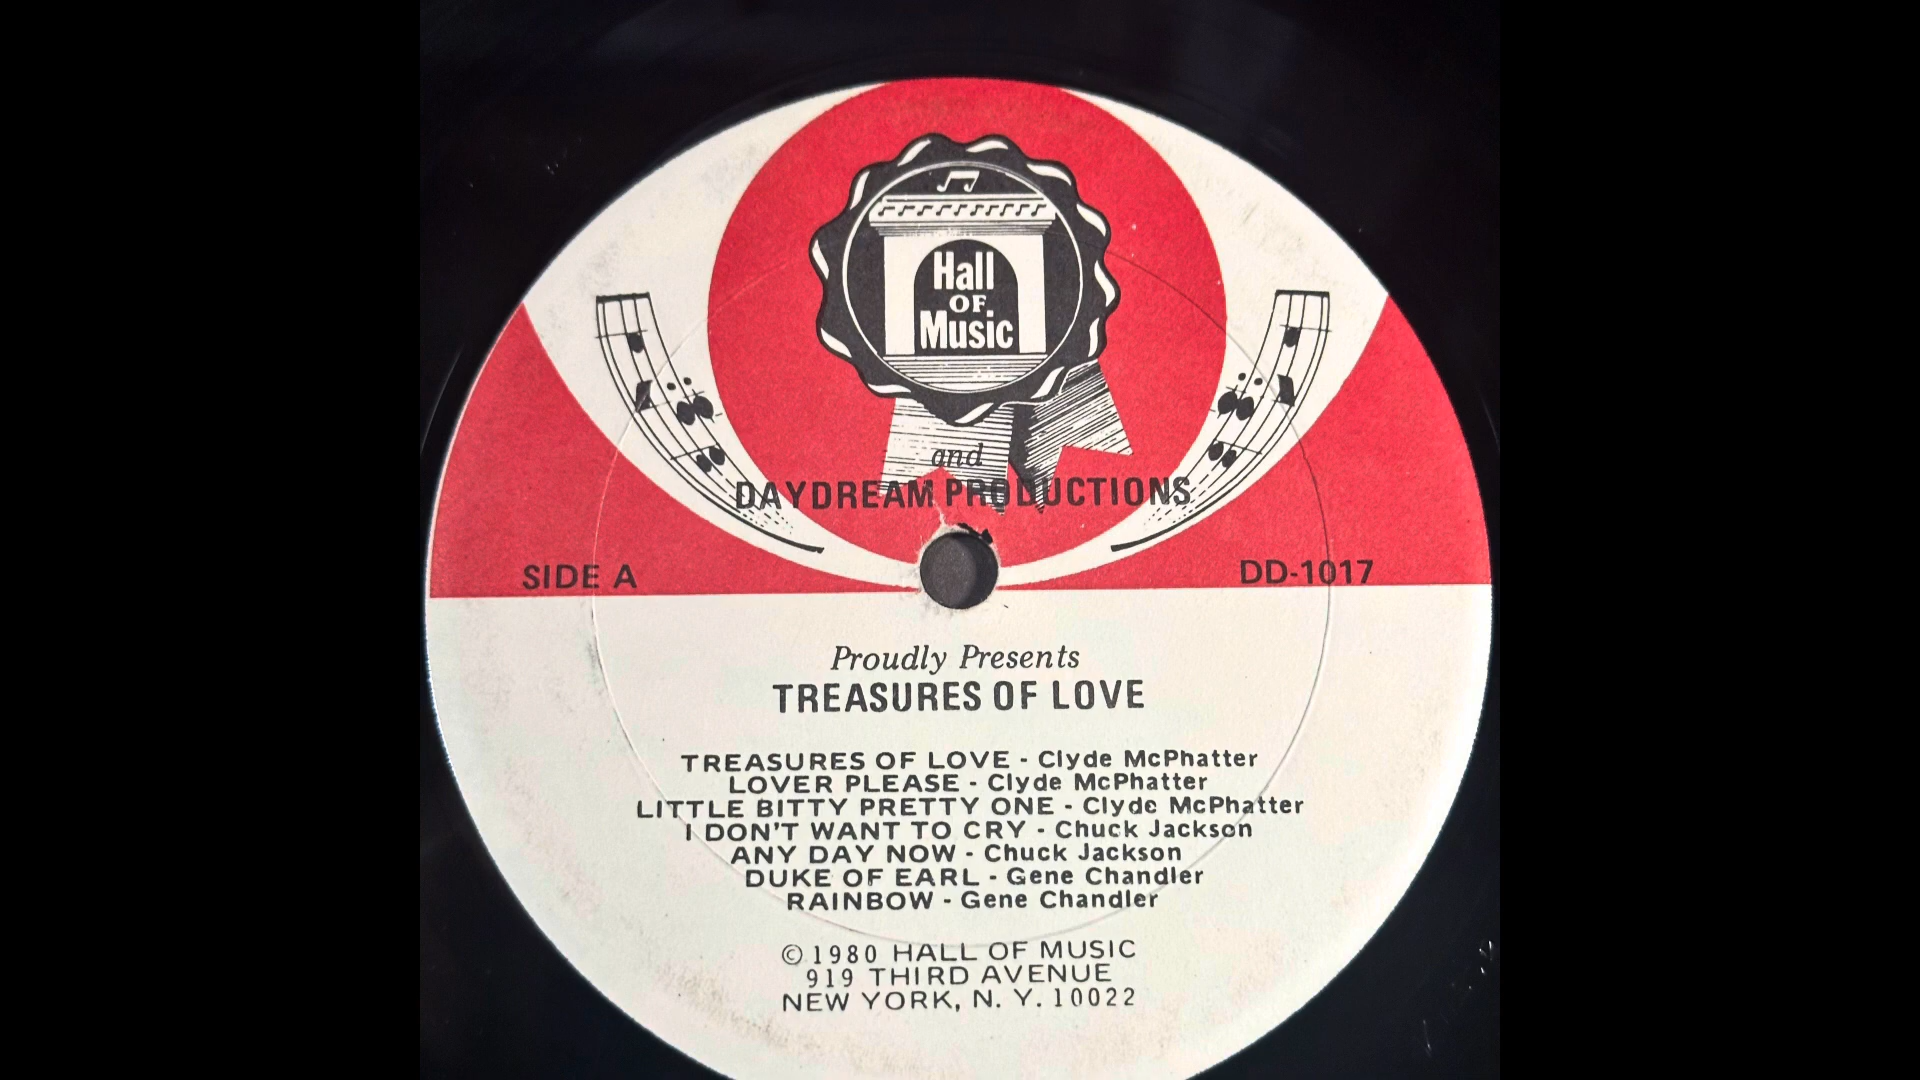 Hall
OF
Music
and
DAYDREAM PRODUCTIONS
SIDE A
DD-1017
Proudly Presents
TREASURES OF LOVE
TREASURES OF LOVE - Clyde McPhatter
LOVER PLEASE - Clyde McPhatter
LITTLE BITTY PRETTY ONE - Clyde McPhatter
I DON'T WANT TO CRY - Chuck Jackson
ANY DAY NOW - Chuck Jackson
DUKE OF EARL - Gene Chandler
RAINBOW - Gene Chandler
© 1980 HALL OF MUSIC
919 THIRD AVENUE
NEW YORK, N. Y. 10022